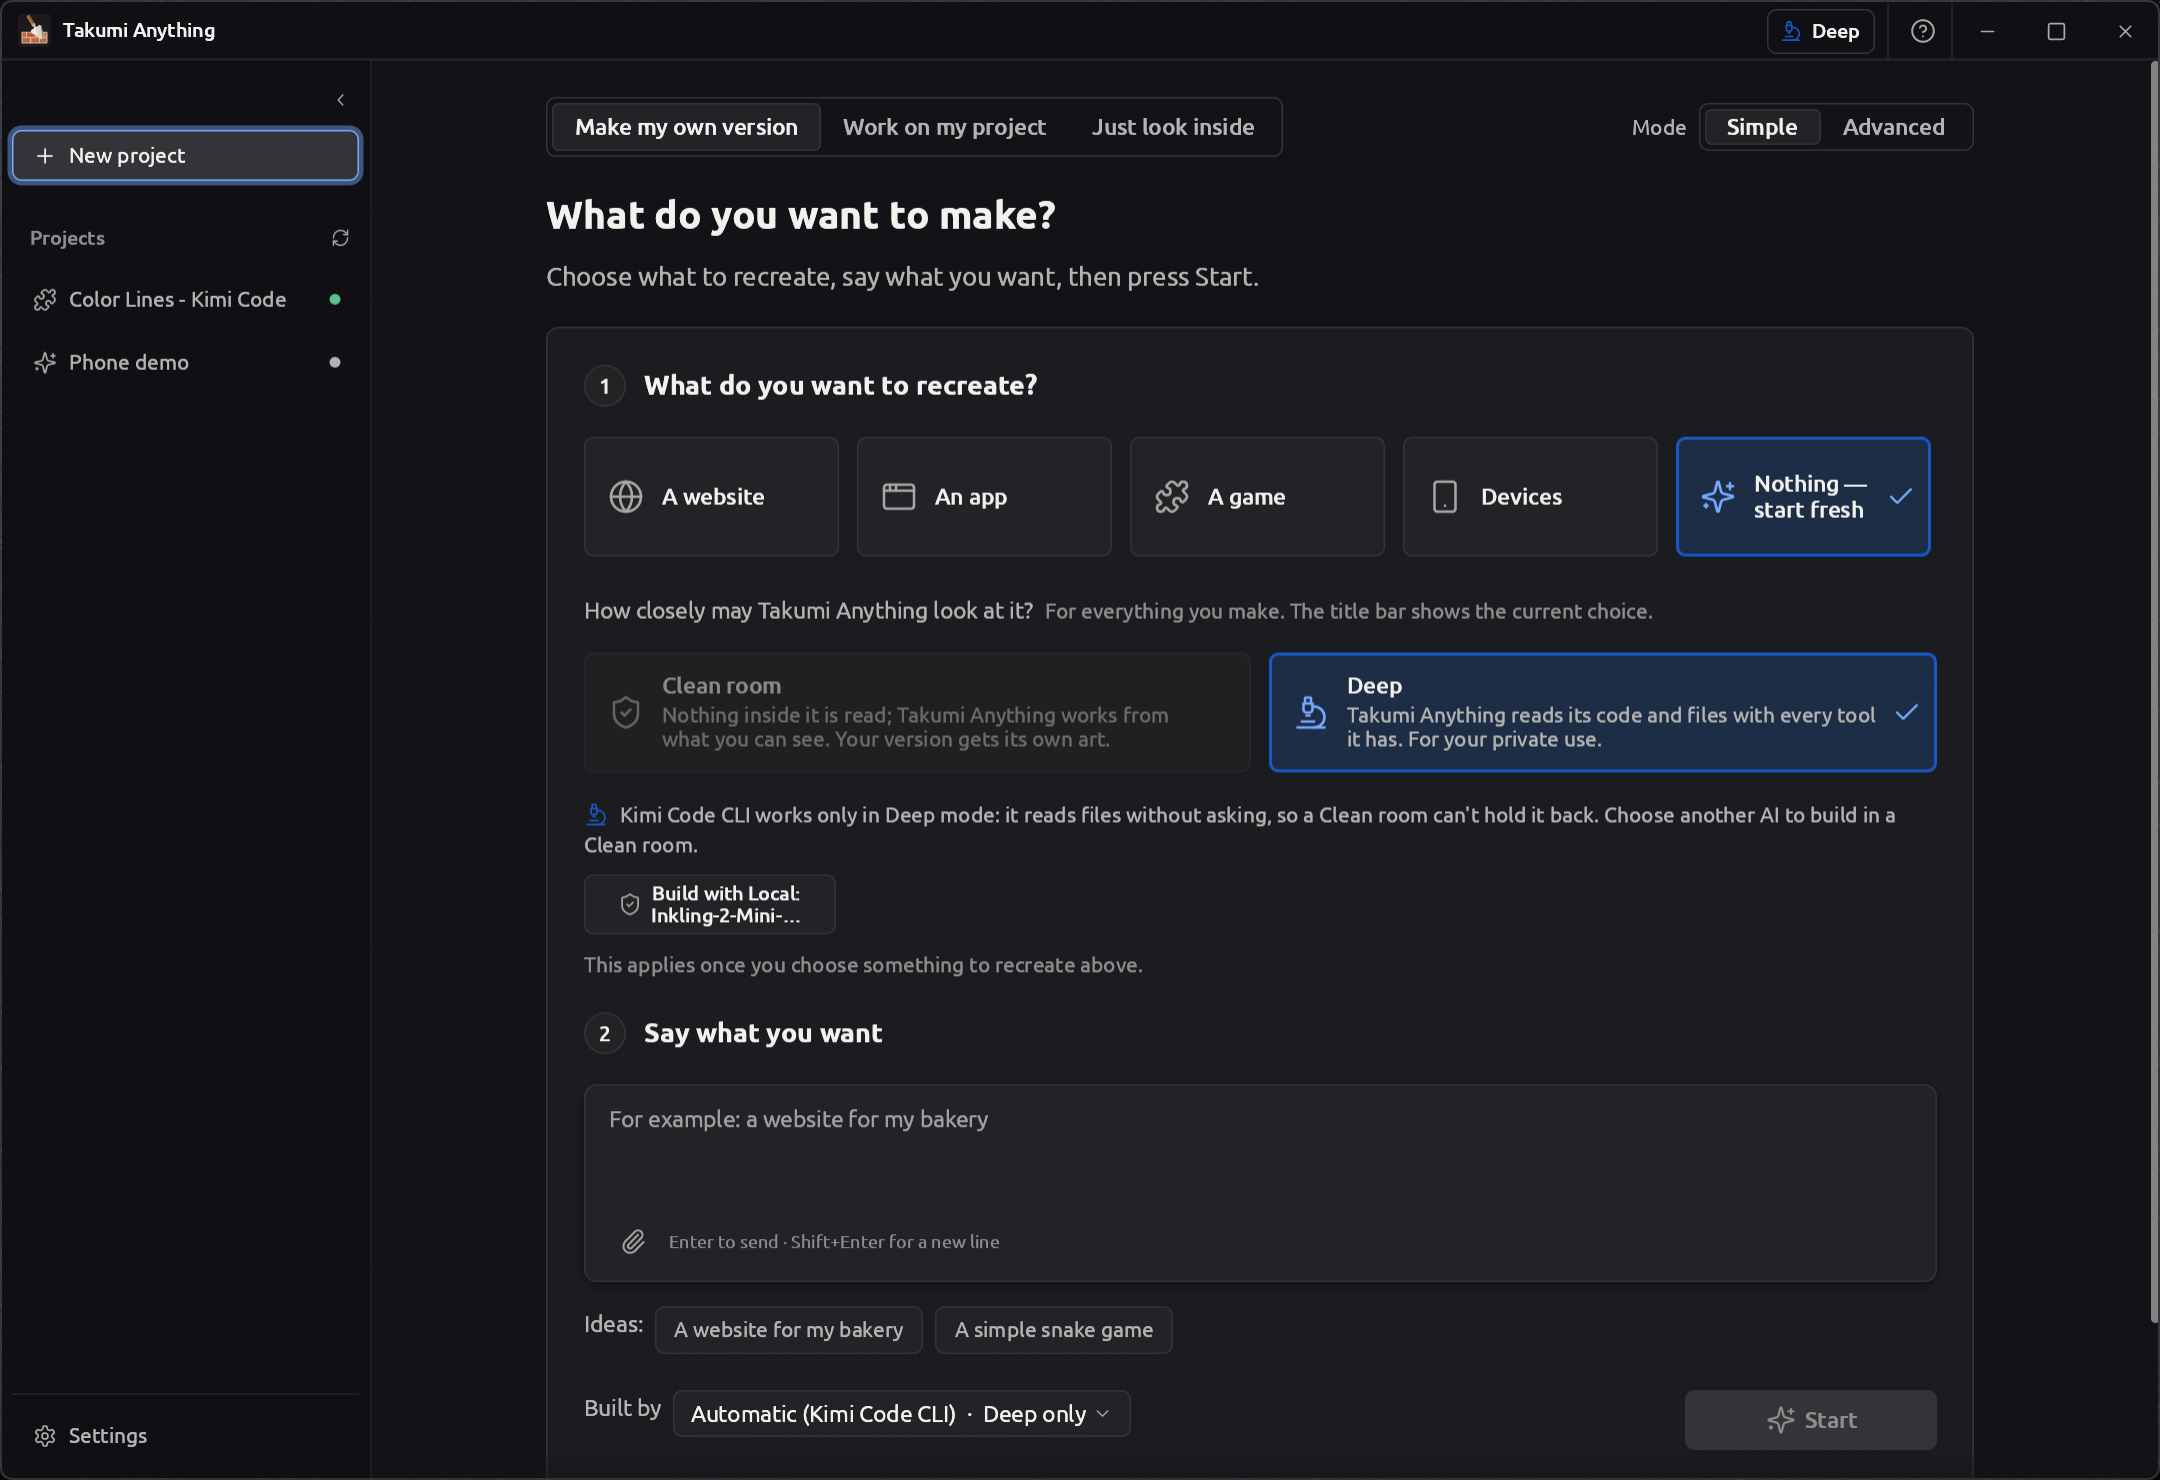 Takumi Anything
Deep
New project
Projects
Color Lines - Kimi Code
Phone demo
Settings
Make my own version
Work on my project
Just look inside
Mode
Simple
Advanced
What do you want to make?
Choose what to recreate, say what you want, then press Start.
1
What do you want to recreate?
A website
An app
A game
Devices
Nothing —
start fresh
How closely may Takumi Anything look at it? For everything you make. The title bar shows the current choice.
Clean room
Nothing inside it is read; Takumi Anything works from
what you can see. Your version gets its own art.
Deep
Takumi Anything reads its code and files with every tool
it has. For your private use.
Kimi Code CLI works only in Deep mode: it reads files without asking, so a Clean room can't hold it back. Choose another AI to build in a
Clean room.
Build with Local:
Inkling-2-Mini-...
This applies once you choose something to recreate above.
2
Say what you want
For example: a website for my bakery
Enter to send · Shift+Enter for a new line
Ideas:
A website for my bakery
A simple snake game
Built by
Automatic (Kimi Code CLI) · Deep only
Start